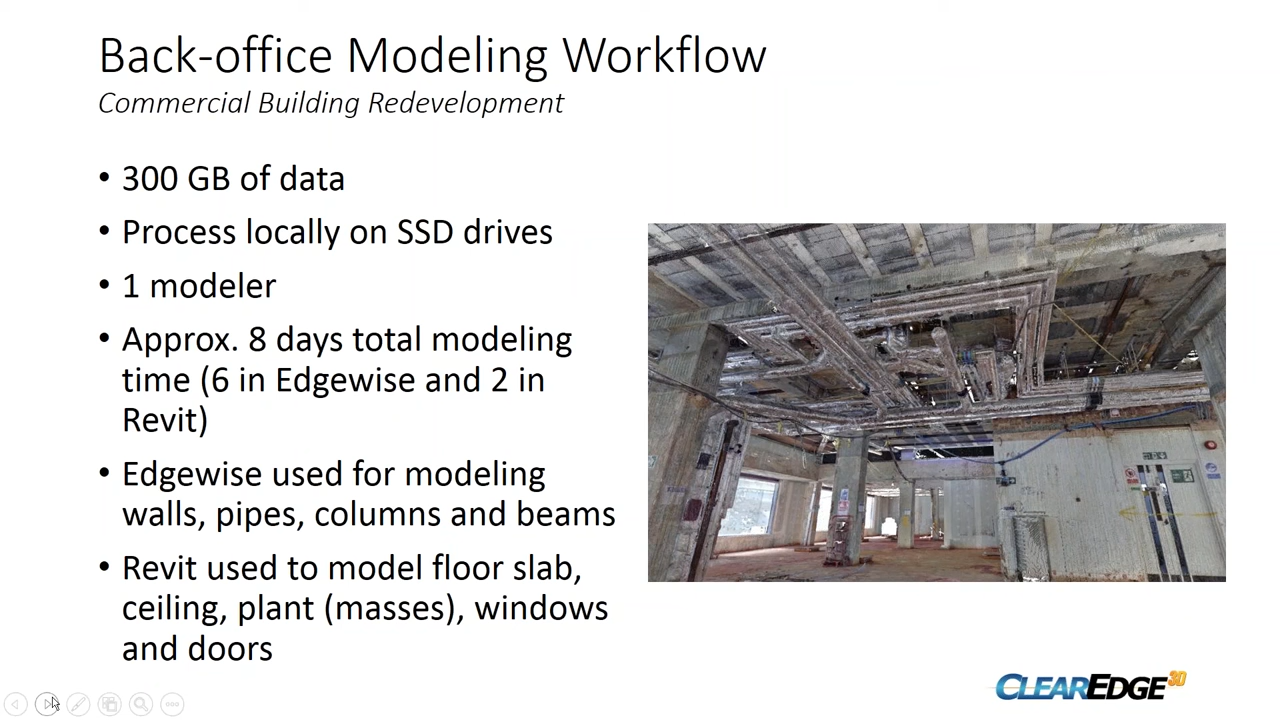 Back-office Modeling Workflow
Commercial Building Redevelopment
• 300 GB of data
• Process locally on SSD drives
• 1 modeler
• Approx. 8 days total modeling
time (6 in Edgewise and 2 in
Revit)
• Edgewise used for modeling
walls, pipes, columns and beams
• Revit used to model floor slab,
ceiling, plant (masses), windows
and doors
CLEAREDGE3D